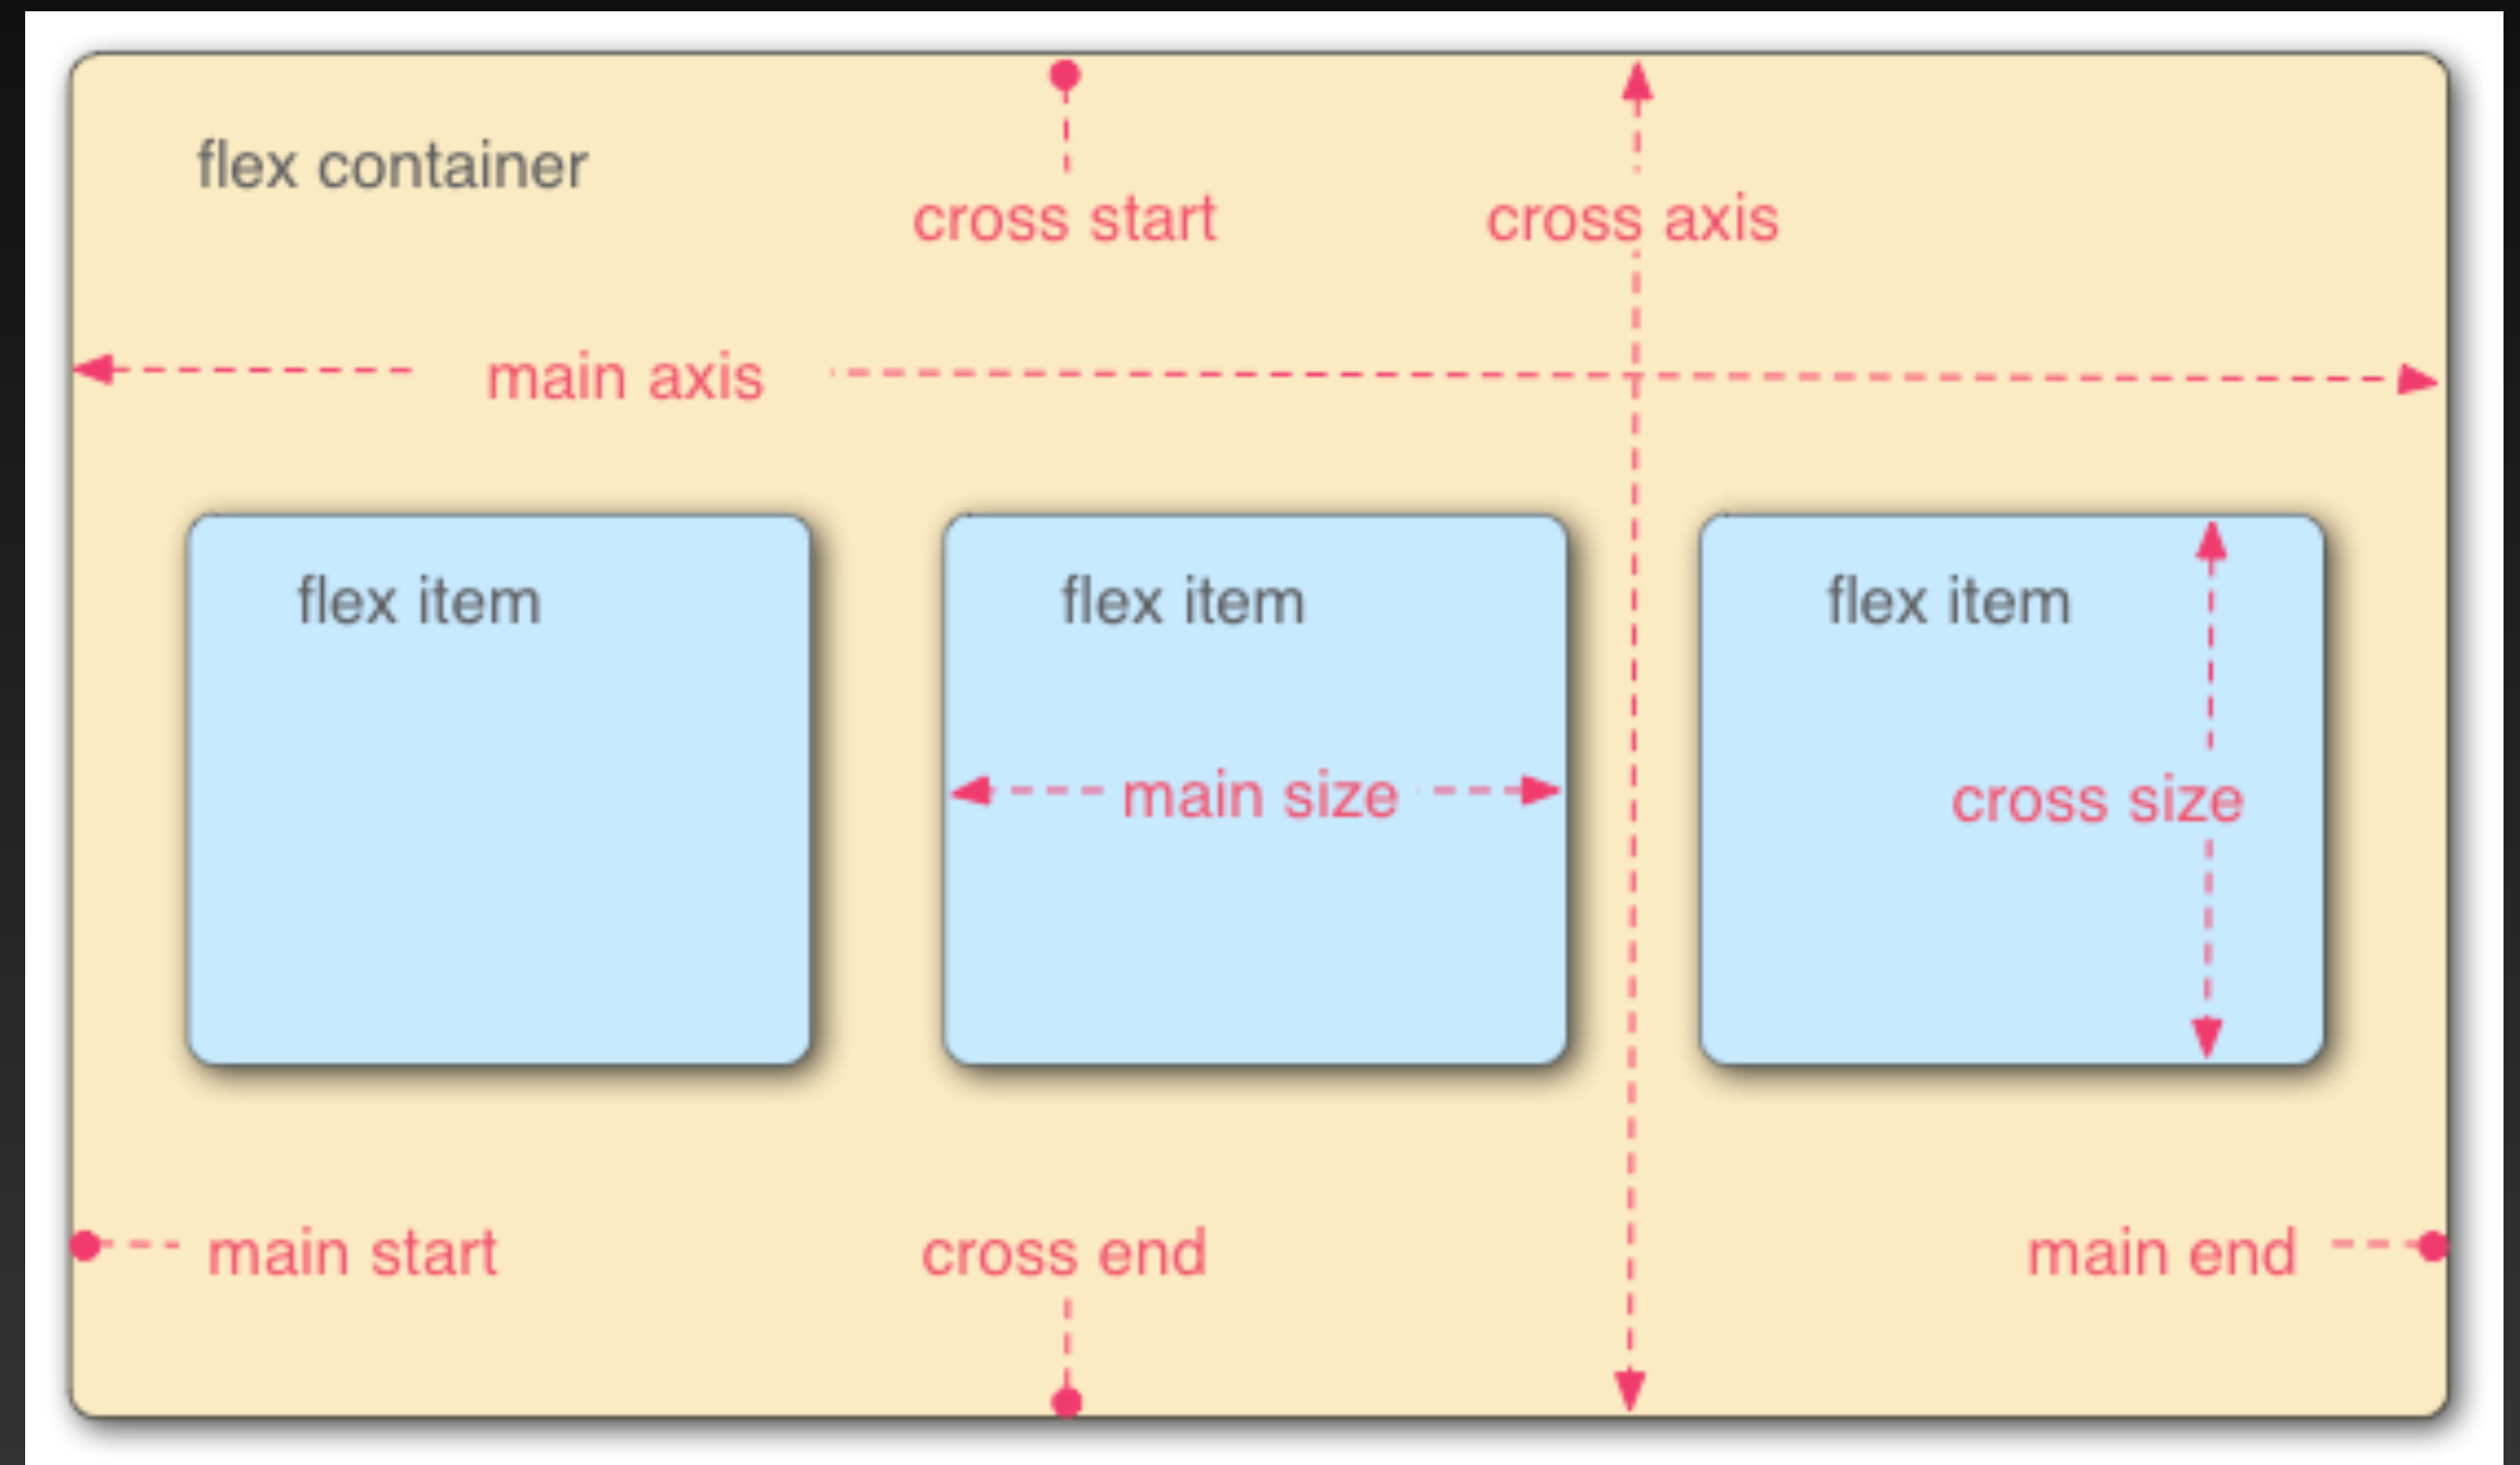 flex container
cross start
cross axis
main axis
flex item
flex item
flex item
main size
cross size
main start
cross end
main end